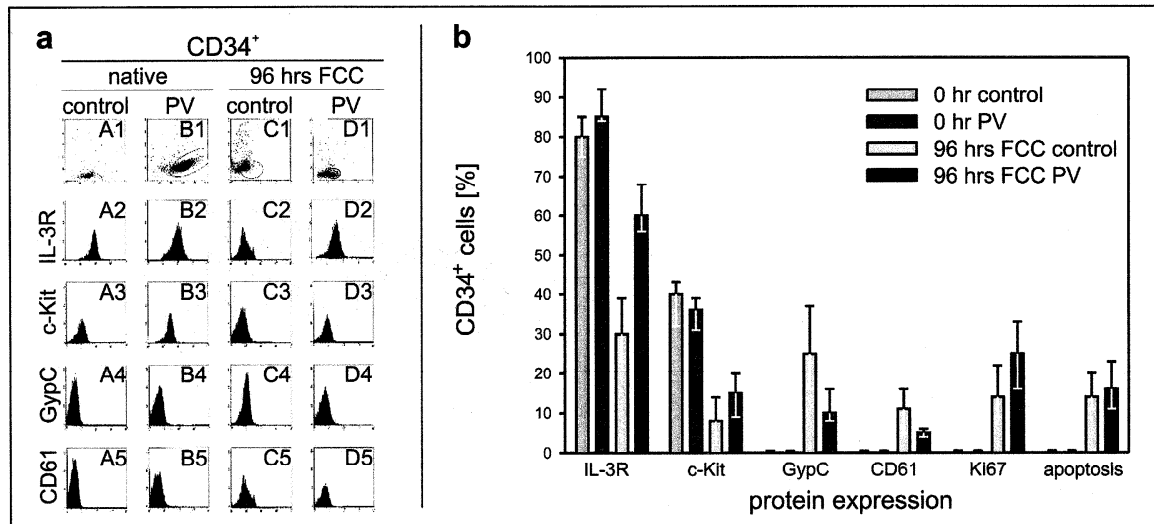 a
CD34⁺
native 96 hrs FCC
control PV control PV
A1 B1 C1 D1
IL-3R A2 B2 C2 D2
c-Kit A3 B3 C3 D3
GypC A4 B4 C4 D4
CD61 A5 B5 C5 D5
b
CD34⁺ cells [%]
100
90
80
70
60
50
40
30
20
10
0
0 hr control
0 hr PV
96 hrs FCC control
96 hrs FCC PV
IL-3R c-Kit GypC CD61 KI67 apoptosis
protein expression